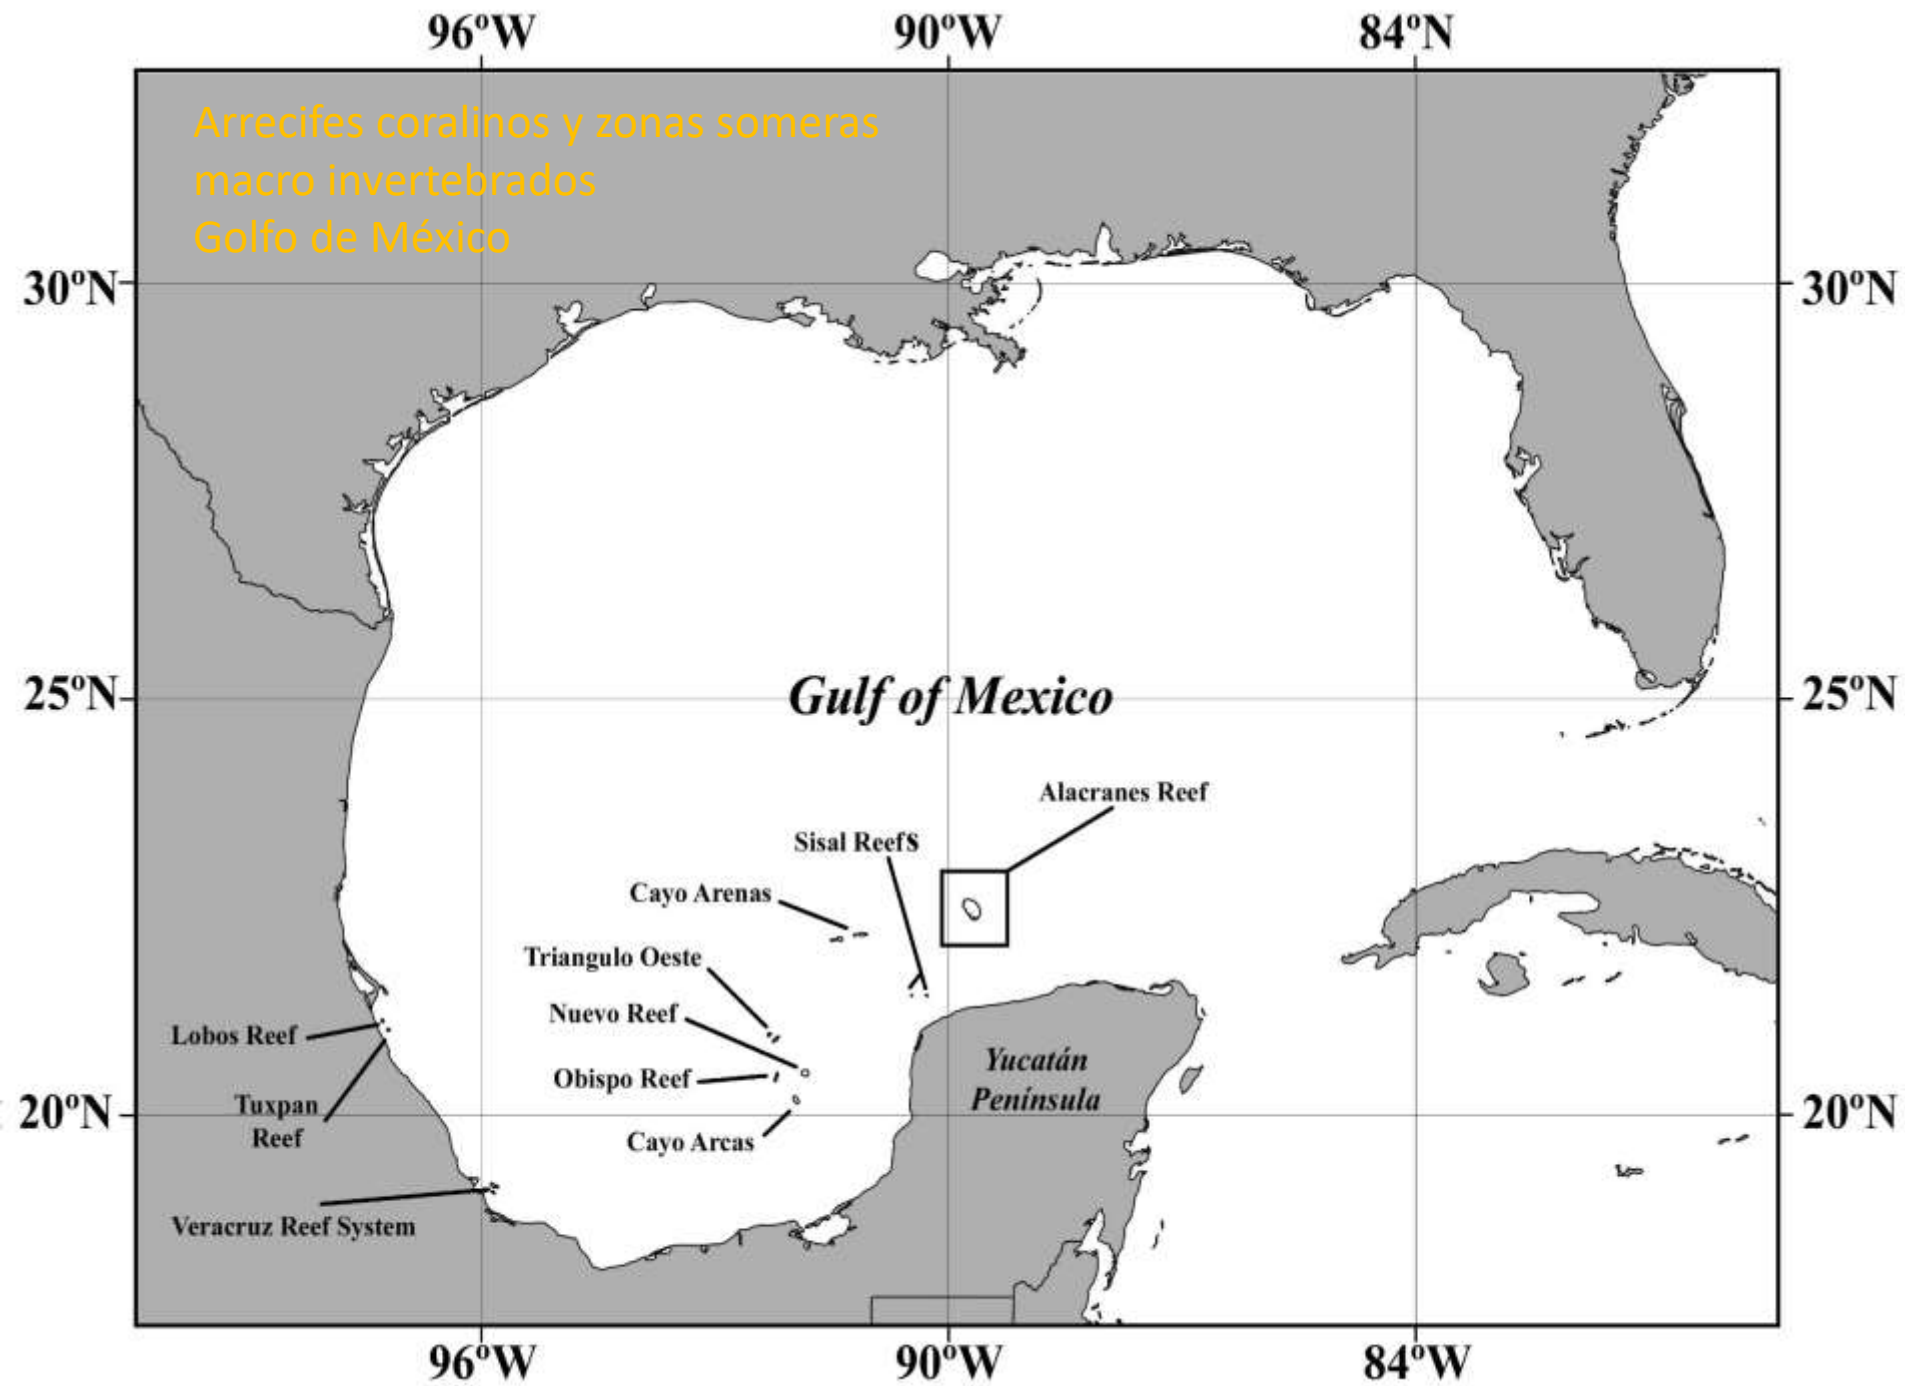 96ºW 90ºW 84ºN
Arrecifes coralinos y zonas someras
macro invertebrados
Golfo de México
30ºN 30ºN
25ºN 25ºN
Gulf of Mexico
Alacranes Reef
Sisal Reefs
Cayo Arenas
Triangulo Oeste
Nuevo Reef
Lobos Reef
Obispo Reef
Yucatán
Península
Tuxpan
Reef
20ºN 20ºN
Cayo Arcas
Veracruz Reef System
96ºW 90ºW 84ºW